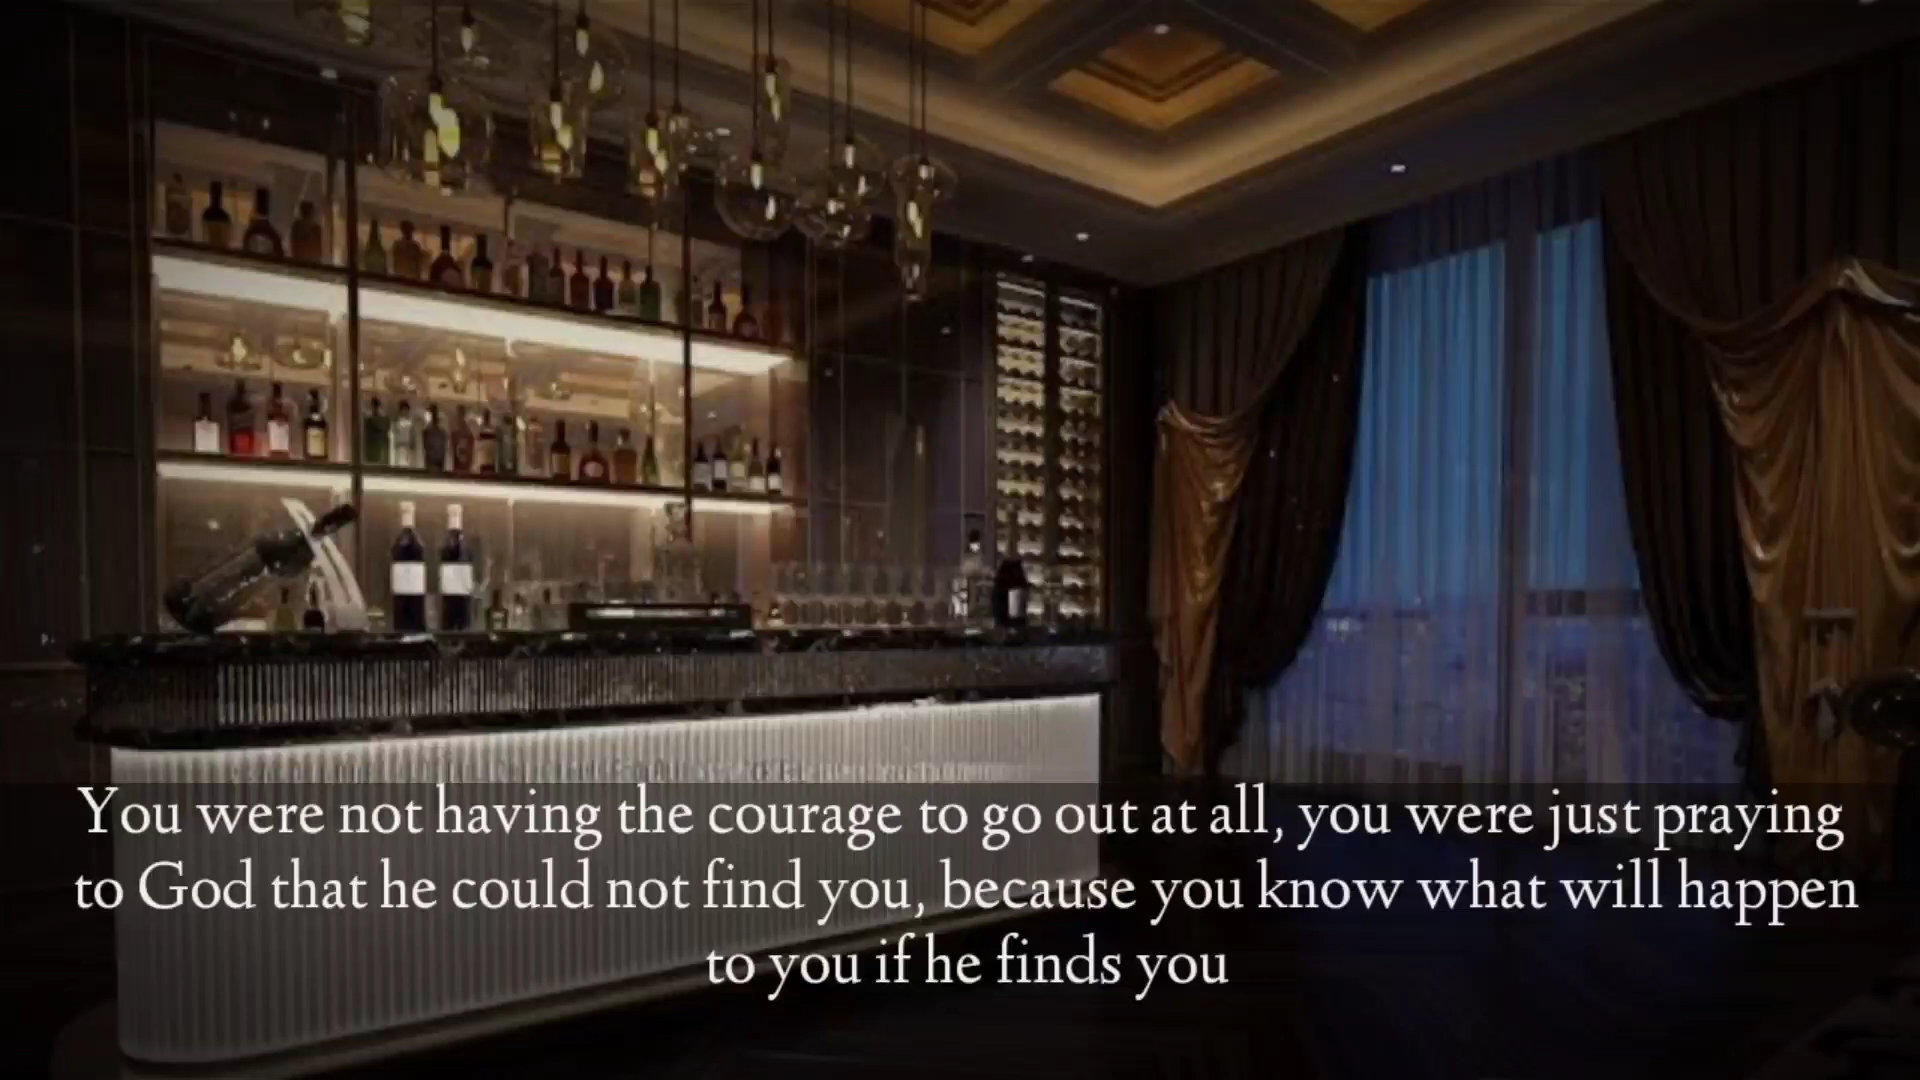 You were not having the courage to go out at all, you were just praying
to God that he could not find you, because you know what will happen
to you if he finds you